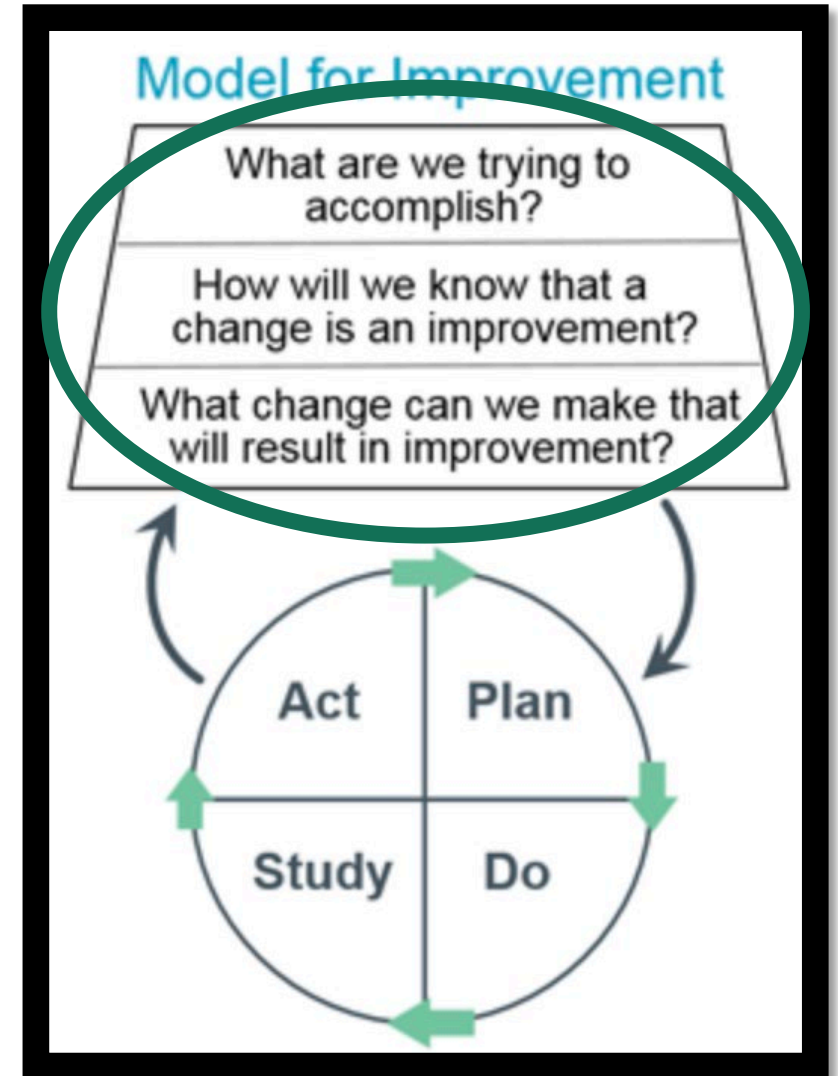 Model for Improvement
What are we trying to
accomplish?
How will we know that a
change is an improvement?
What change can we make that
will result in improvement?
Act
Plan
Study
Do